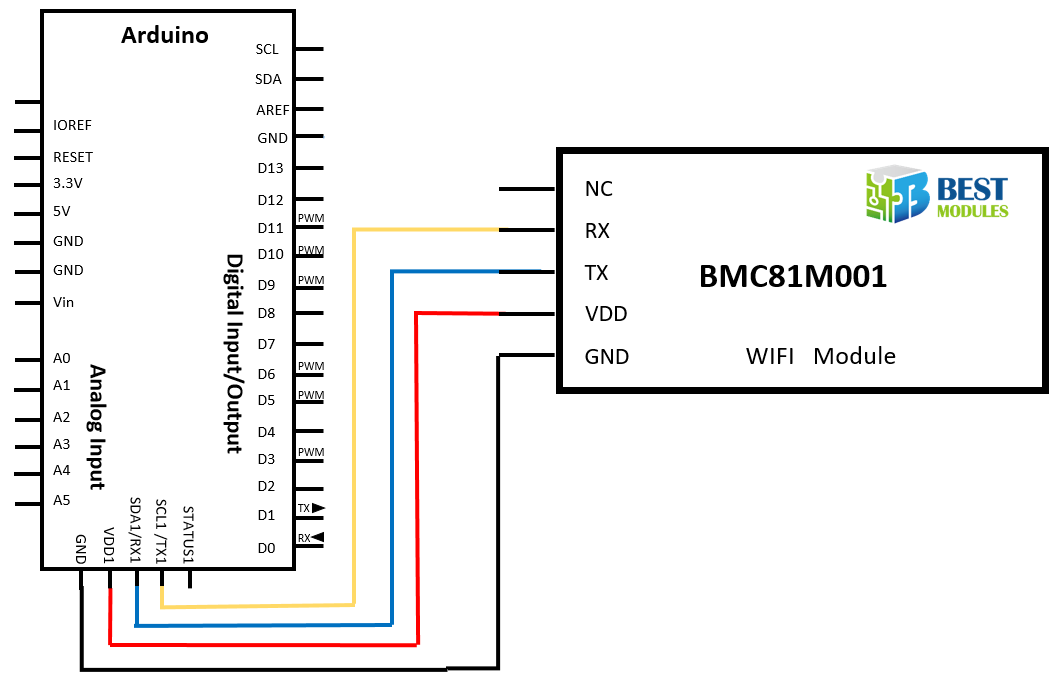 Arduino
SCL
SDA
AREF
GND
D13
D12
PWM
D11
PWM
D10
PWM
D9
D8
D7
PWM
D6
PWM
D5
D4
PWM
D3
D2
TX
D1
RX
D0
Digital Input/Output
IOREF
RESET
3.3V
5V
GND
GND
Vin
A0
A1
A2
A3
A4
A5
Analog Input
GND
VDD1
SDA1/RX1
SCL1 /TX1
STATUS1
NC
RX
TX
VDD
GND
BEST
MODULES
BMC81M001
WIFI Module